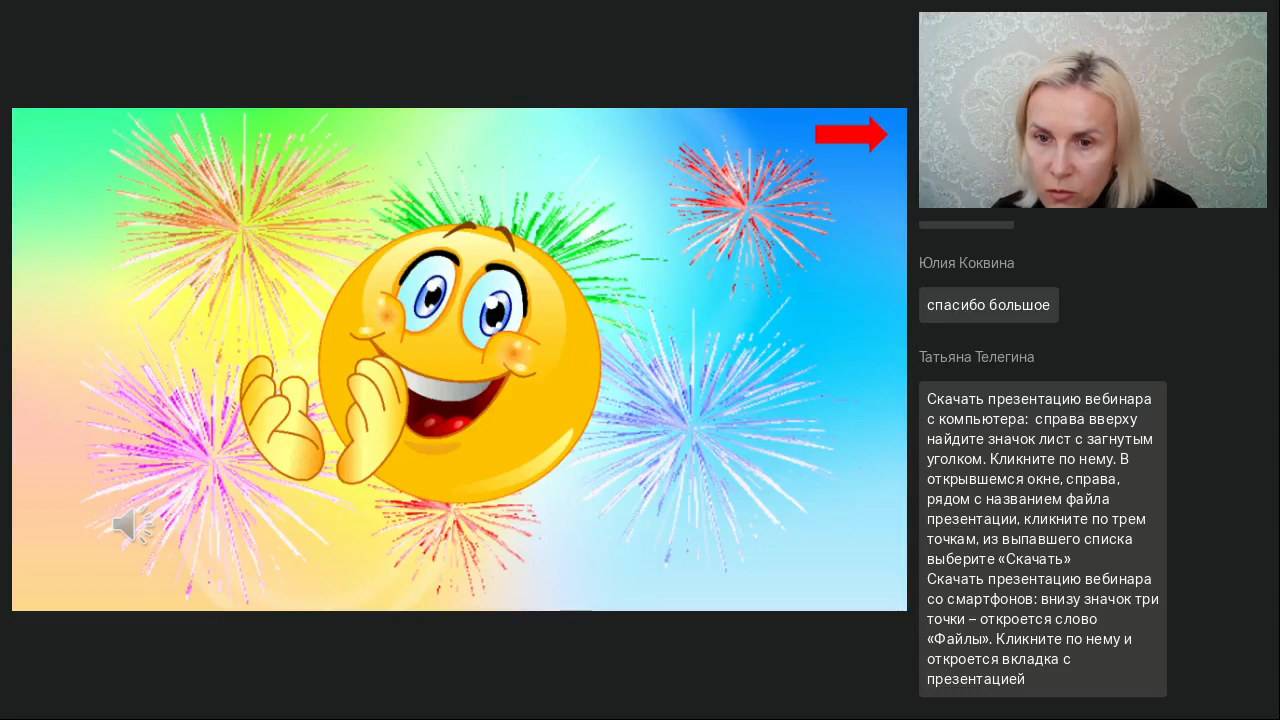 Юлия Коквина
спасибо большое
Татьяна Телегина
Скачать презентацию вебинара
с компьютера:  справа вверху
найдите значок лист с загнутым
уголком. Кликните по нему. В
открывшемся окне, справа,
рядом с названием файла
презентации, кликните по трем
точкам, из выпавшего списка
выберите «Скачать»
Скачать презентацию вебинара
со смартфонов: внизу значок три
точки – откроется слово
«Файлы». Кликните по нему и
откроется вкладка с
презентацией